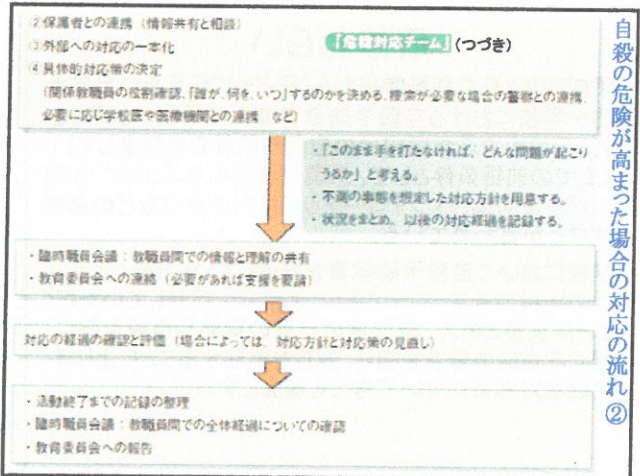 自殺の危険が高まった場合の対応の流れ②
②保護者との連携（情報共有と相談）
③外部への対応の一本化
「危機対応チーム」(つづき)
④具体的対応策の決定
（関係教職員の役割確認、「誰が、何を、いつ」するのかを決める、捜索が必要な場合の警察との連携、
必要に応じ学校医や医療機関との連携　など）
・「このまま手を打たなければ、どんな問題が起こり
うるか」と考える。
・不測の事態を想定した対応方針を用意する。
・状況をまとめ、以後の対応経過を記録する。
・臨時職員会議：教職員間での情報と理解の共有
・教育委員会への連絡（必要があれば支援を要請）
対応の経過の確認と評価（場合によっては、対応方針と対応策の見直し）
・活動終了までの記録の整理
・臨時職員会議：教職員間での全体経過についての確認
・教育委員会への報告